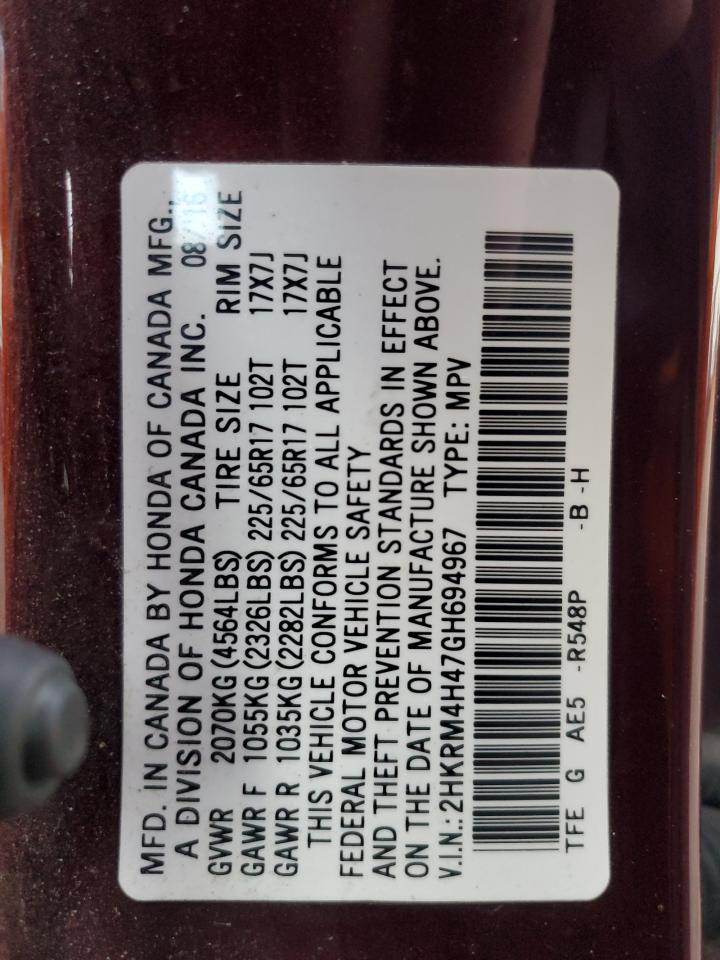 MFD. IN CANADA BY HONDA OF CANADA MFG.,
A DIVISION OF HONDA CANADA INC. 08/16
GVWR 2070KG(4564LBS) TIRE SIZE RIM SIZE
GAWR F 1055KG(2326LBS) 225/65R17 102T 17X7J
GAWR R 1035KG(2282LBS) 225/65R17 102T 17X7J
THIS VEHICLE CONFORMS TO ALL APPLICABLE
FEDERAL MOTOR VEHICLE SAFETY
AND THEFT PREVENTION STANDARDS IN EFFECT
ON THE DATE OF MANUFACTURE SHOWN ABOVE.
V.I.N.:2HKRM4H47GH694967 TYPE: MPV
TFE G AE5 -R548P -B -H